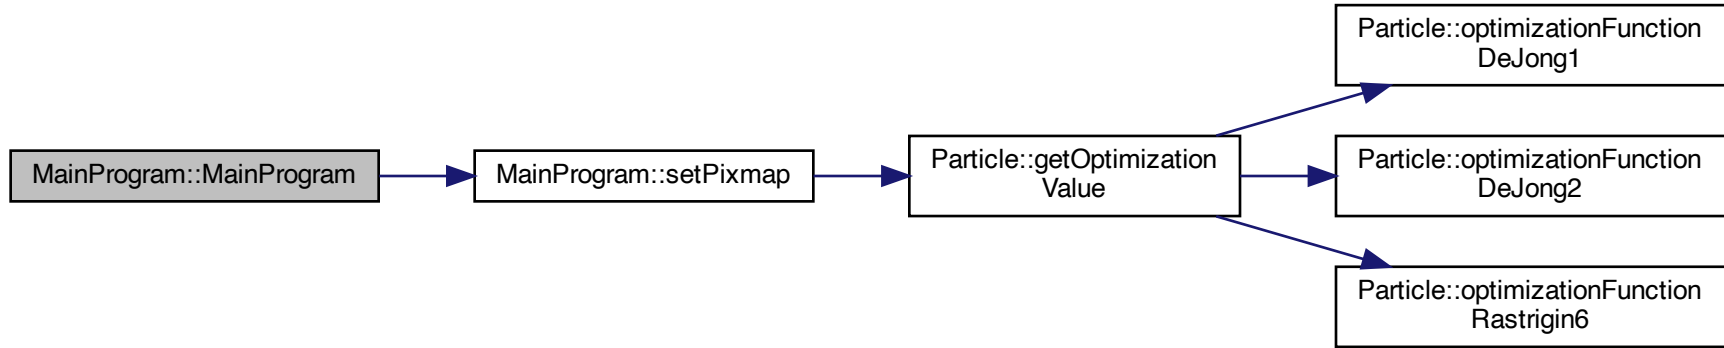 MainProgram::MainProgram
MainProgram::setPixmap
Particle::getOptimization
Value
Particle::optimizationFunction
DeJong1
Particle::optimizationFunction
DeJong2
Particle::optimizationFunction
Rastrigin6